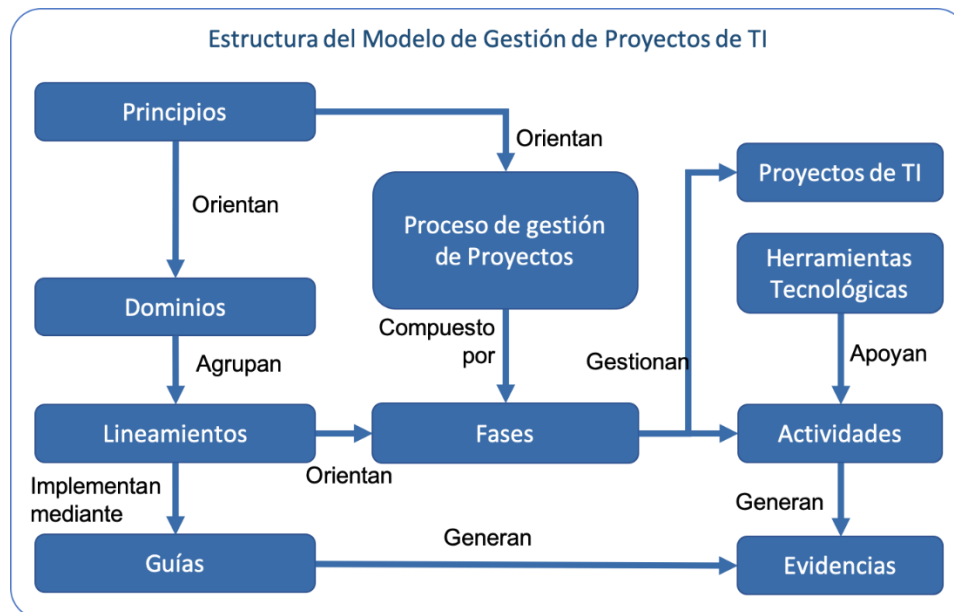 Estructura del Modelo de Gestión de Proyectos de TI
Principios
Orientan
Orientan
Proceso de gestión
de Proyectos
Proyectos de TI
Herramientas
Tecnológicas
Dominios
Compuesto
por
Agrupan
Gestionan
Apoyan
Lineamientos
Orientan
Fases
Actividades
Implementan
mediante
Generan
Generan
Guías
Evidencias